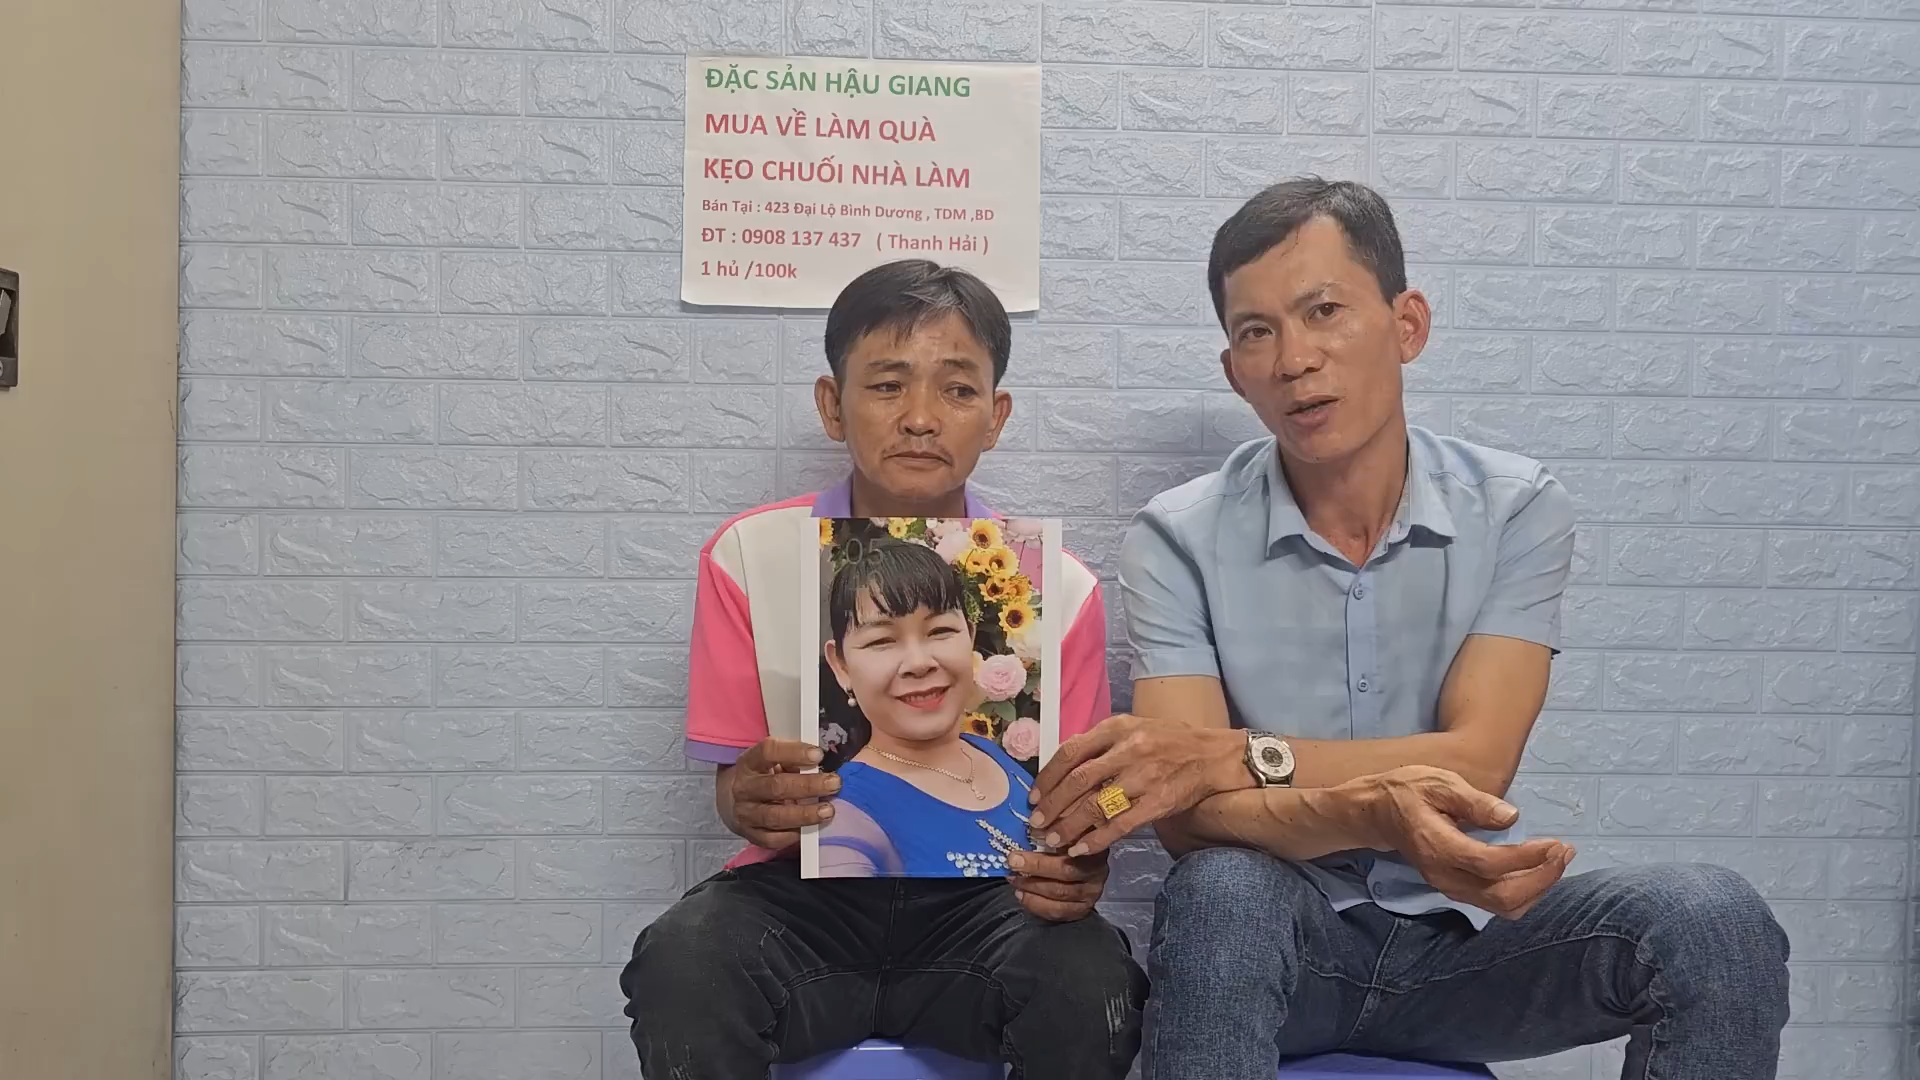 ĐẶC SẢN HẬU GIANG
MUA VỀ LÀM QUÀ
KẸO CHUỐI NHÀ LÀM
Bán Tại : 423 Đại Lộ Bình Dương , TDM ,BD
ĐT : 0908 137 437 ( Thanh Hải )
1 hủ /100k
05